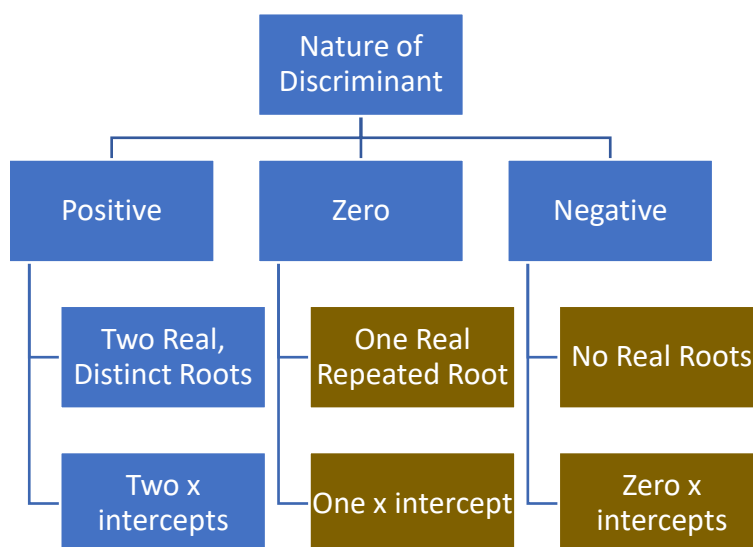 Nature of
Discriminant
Positive
Zero
Negative
Two Real,
Distinct Roots
One Real
Repeated Root
No Real Roots
Two x
intercepts
One x intercept
Zero x
intercepts